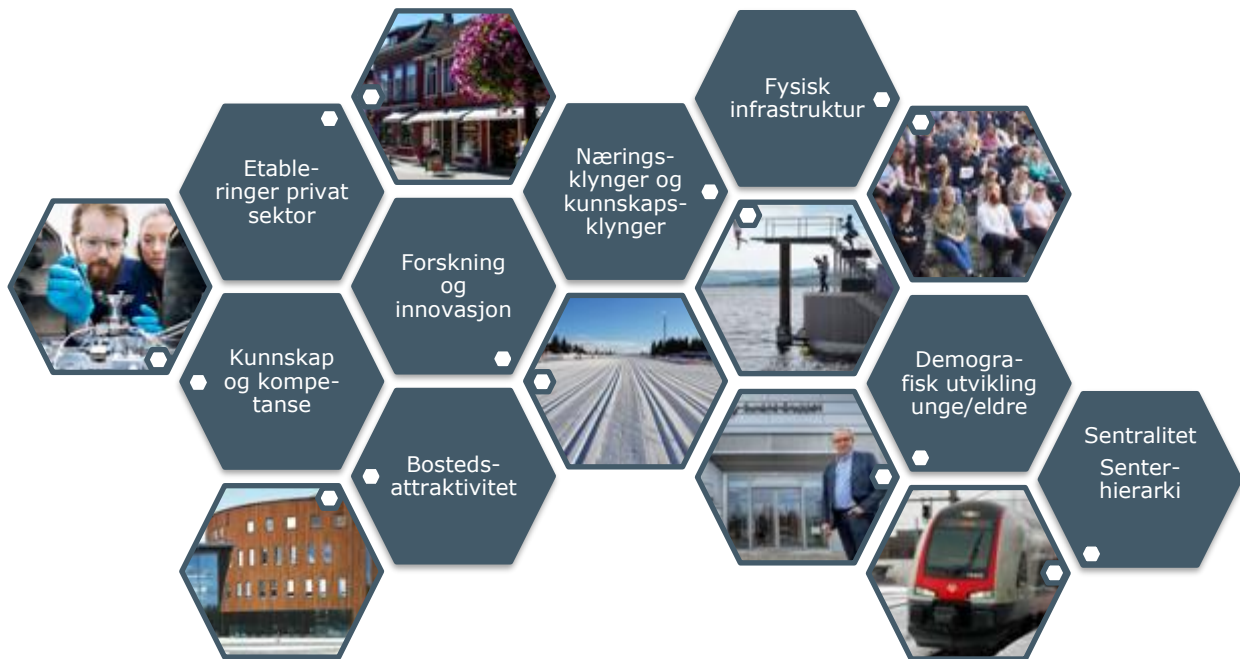 Fysisk
infrastruktur
Etable-
ringer privat
sektor
Nærings-
klynger og
kunnskaps-
klynger
Forskning
og
innovasjon
Kunnskap
og kompe-
tanse
Demogra-
fisk utvikling
unge/eldre
Bosteds-
attraktivitet
Sentralitet
Senter-
hierarki